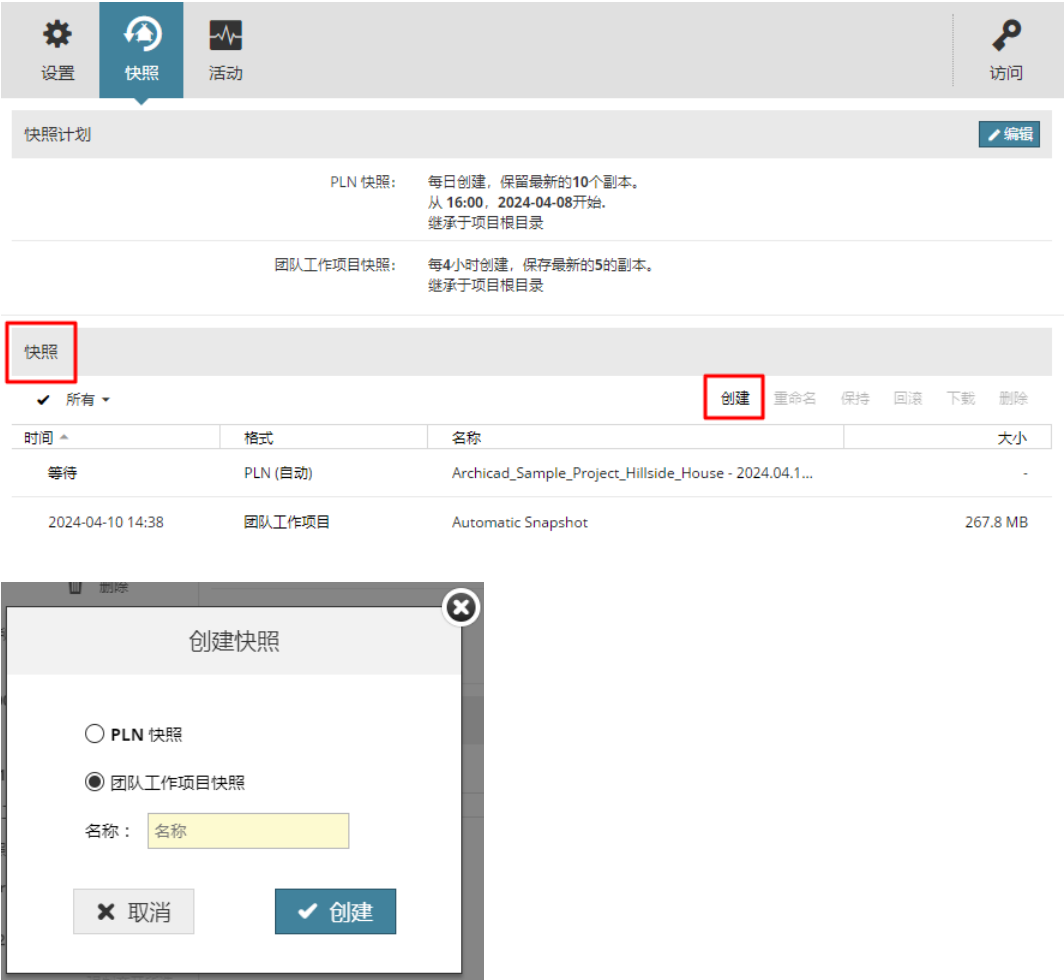 设置
快照
活动
访问
快照计划
编辑
PLN 快照：
每日创建，保留最新的10个副本。
从 16:00，2024-04-08开始.
继承于项目根目录
团队工作项目快照：
每4小时创建，保存最新的5的副本。
继承于项目根目录
快照
所有
创建 重命名 保持 回滚 下载 删除
时间 格式 名称 大小
等待 PLN (自动) Archicad_Sample_Project_Hillside_House - 2024.04.1... -
2024-04-10 14:38 团队工作项目 Automatic Snapshot 267.8 MB
删除
创建快照
PLN 快照
团队工作项目快照
名称： 名称
取消 创建